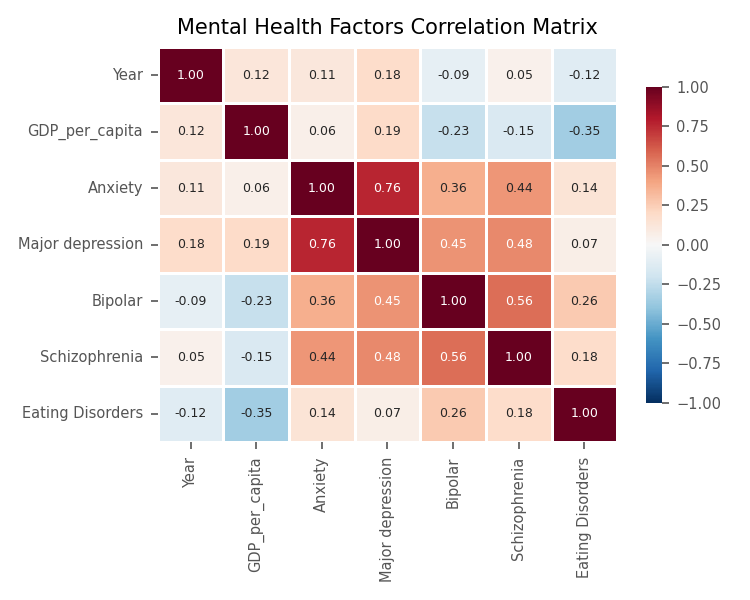 Mental Health Factors Correlation Matrix
Year 1.00 0.12 0.11 0.18 -0.09 0.05 -0.12
GDP_per_capita 0.12 1.00 0.06 0.19 -0.23 -0.15 -0.35
Anxiety 0.11 0.06 1.00 0.76 0.36 0.44 0.14
Major depression 0.18 0.19 0.76 1.00 0.45 0.48 0.07
Bipolar -0.09 -0.23 0.36 0.45 1.00 0.56 0.26
Schizophrenia 0.05 -0.15 0.44 0.48 0.56 1.00 0.18
Eating Disorders -0.12 -0.35 0.14 0.07 0.26 0.18 1.00
Year
GDP_per_capita
Anxiety
Major depression
Bipolar
Schizophrenia
Eating Disorders
1.00
0.75
0.50
0.25
0.00
−0.25
−0.50
−0.75
−1.00